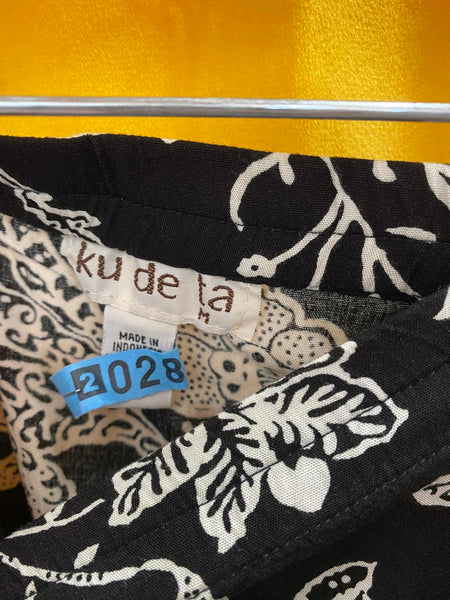 ku de ta
M
MADE IN
INDONESIA
2028